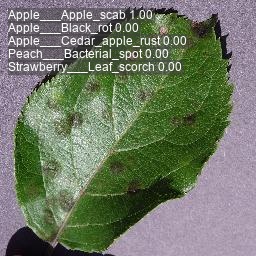 Apple___Apple_scab 1.00
Apple___Black_rot 0.00
Apple___Cedar_apple_rust 0.00
Peach___Bacterial_spot 0.00
Strawberry___Leaf_scorch 0.00